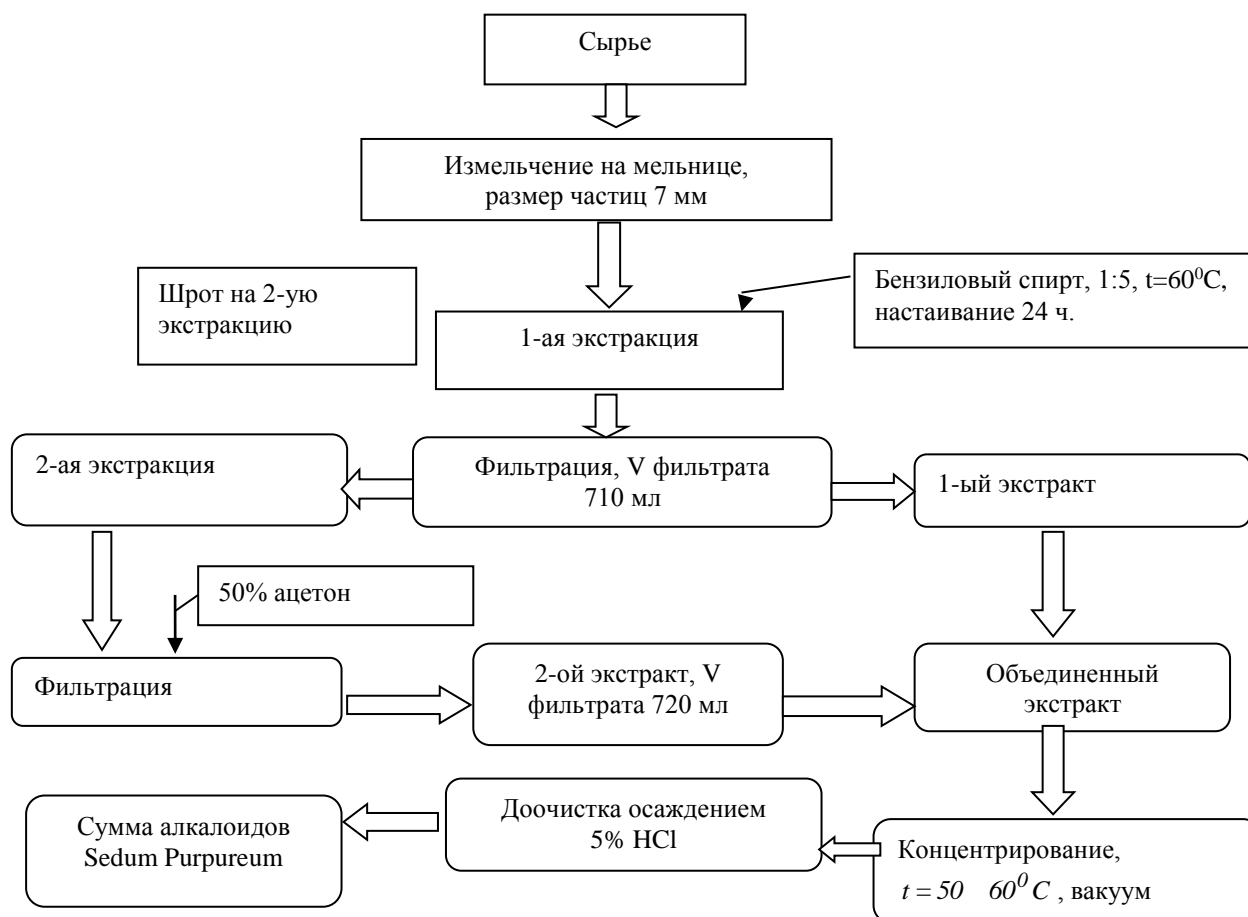 Сырье
Измельчение на мельнице,
размер частиц 7 мм
Шрот на 2-ую
экстракцию
Бензиловый спирт, 1:5, t=60⁰С,
настаивание 24 ч.
1-ая экстракция
2-ая экстракция
Фильтрация, V фильтрата
710 мл
1-ый экстракт
50% ацетон
Фильтрация
2-ой экстракт, V
фильтрата 720 мл
Объединенный
экстракт
Сумма алкалоидов
Sedum Purpureum
Доочистка осаждением
5% HCl
Концентрирование,
t = 50 60⁰ C , вакуум